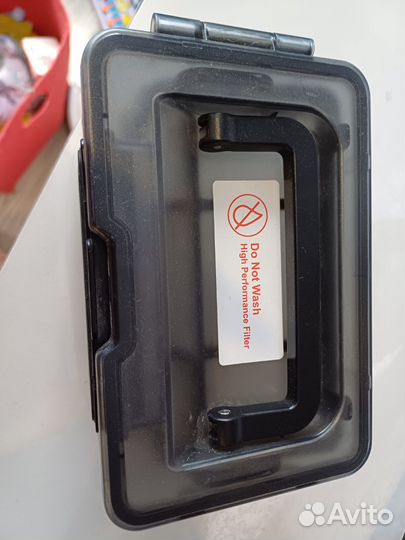 Do Not Wash
High Performance Filter
Avito